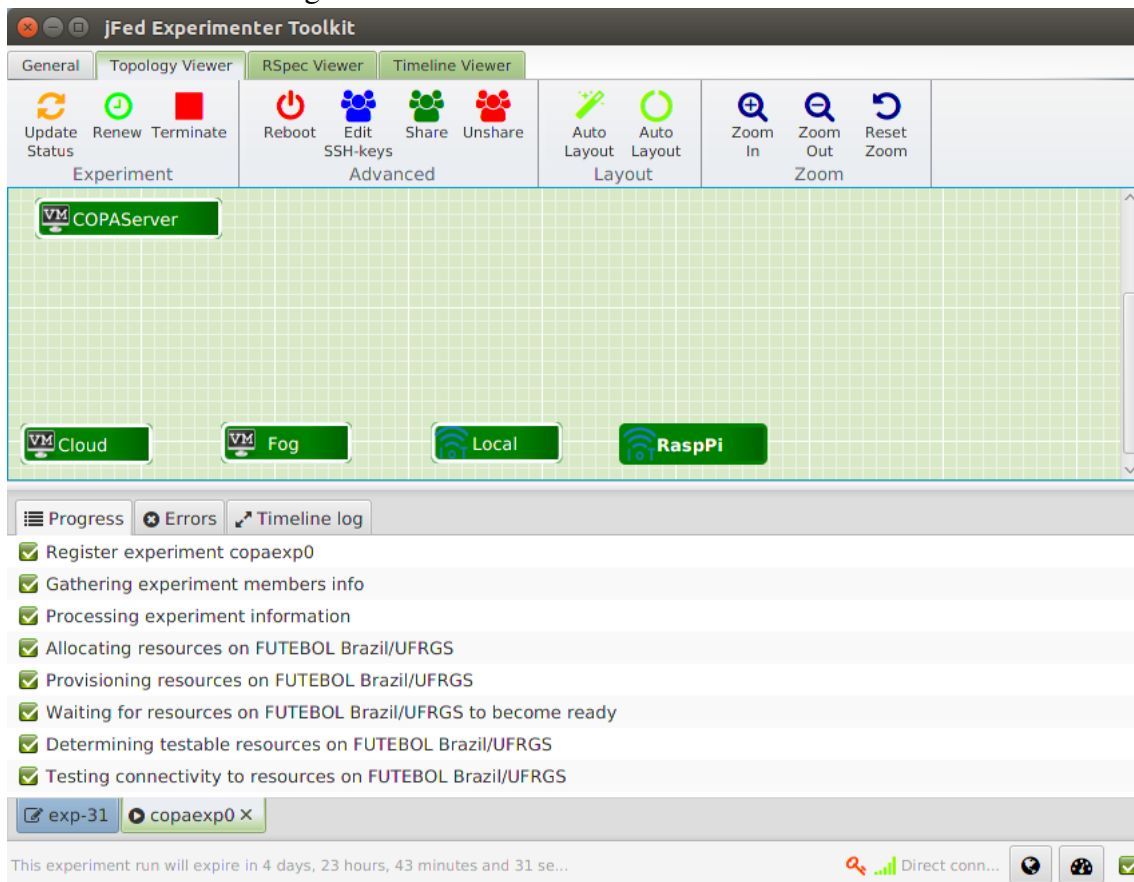 jFed Experimenter Toolkit
General Topology Viewer RSpec Viewer Timeline Viewer
Update Status Renew Terminate Reboot Edit SSH-keys Share Unshare Auto Layout Auto Layout Zoom In Zoom Out Reset Zoom
Experiment Advanced Layout Zoom
VM COPAServer
VM Cloud VM Fog IOT Local IOT RaspPi
Progress Errors Timeline log
Register experiment copaexp0
Gathering experiment members info
Processing experiment information
Allocating resources on FUTEBOL Brazil/UFRGS
Provisioning resources on FUTEBOL Brazil/UFRGS
Waiting for resources on FUTEBOL Brazil/UFRGS to become ready
Determining testable resources on FUTEBOL Brazil/UFRGS
Testing connectivity to resources on FUTEBOL Brazil/UFRGS
exp-31 copaexp0
This experiment run will expire in 4 days, 23 hours, 43 minutes and 31 se... Direct conn...